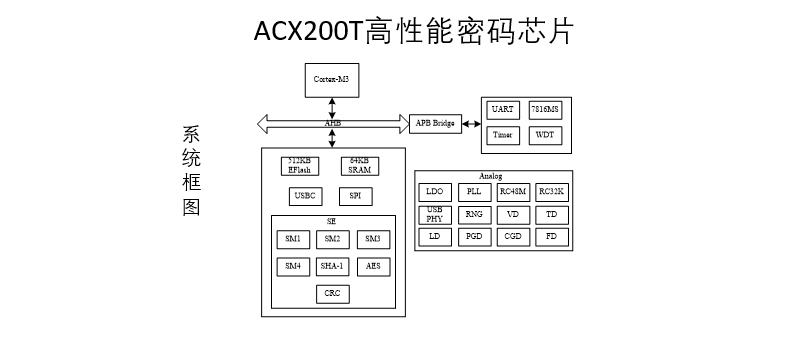 ACX200T高性能密码芯片
系
统
框
图
Cortex-M3
AHB
APB Bridge
UART
7816MS
Timer
WDT
512KB
EFlash
64KB
SRAM
USBC
SPI
SE
SM1
SM2
SM3
SM4
SHA-1
AES
CRC
Analog
LDO
PLL
RC48M
RC32K
USB
PHY
RNG
VD
TD
LD
PGD
CGD
FD